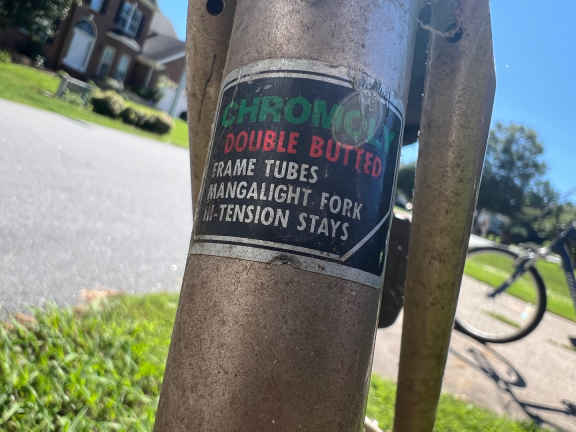 CHROMOLY
DOUBLE BUTTED
FRAME TUBES
MANGALIGHT FORK
HI-TENSION STAYS